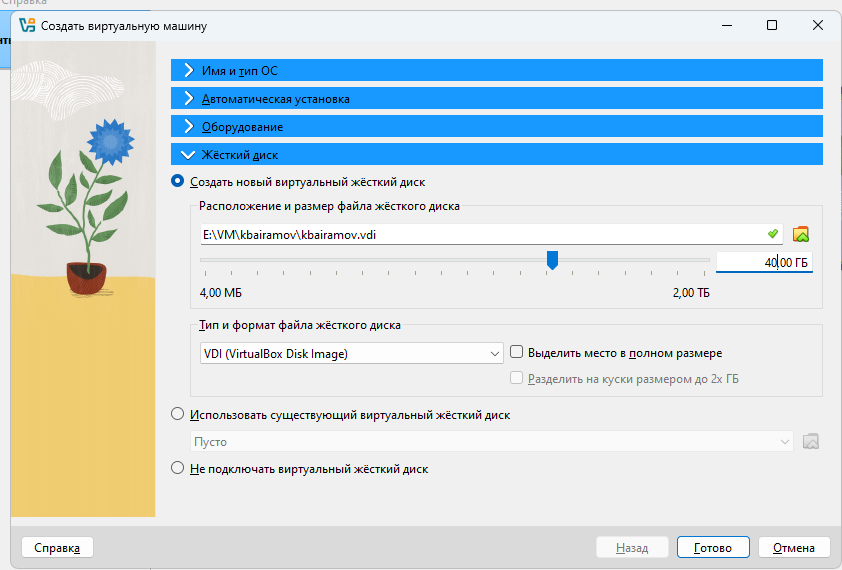 Справка
Создать виртуальную машину
Имя и тип ОС
Автоматическая установка
Оборудование
Жёсткий диск
Создать новый виртуальный жёсткий диск
Расположение и размер файла жёсткого диска
E:\VM\kbairamov\kbairamov.vdi
40,00 ГБ
4,00 МБ
2,00 ТБ
Тип и формат файла жёсткого диска
VDI (VirtualBox Disk Image)
Выделить место в полном размере
Разделить на куски размером до 2х ГБ
Использовать существующий виртуальный жёсткий диск
Пусто
Не подключать виртуальный жёсткий диск
Справка
Назад
Готово
Отмена